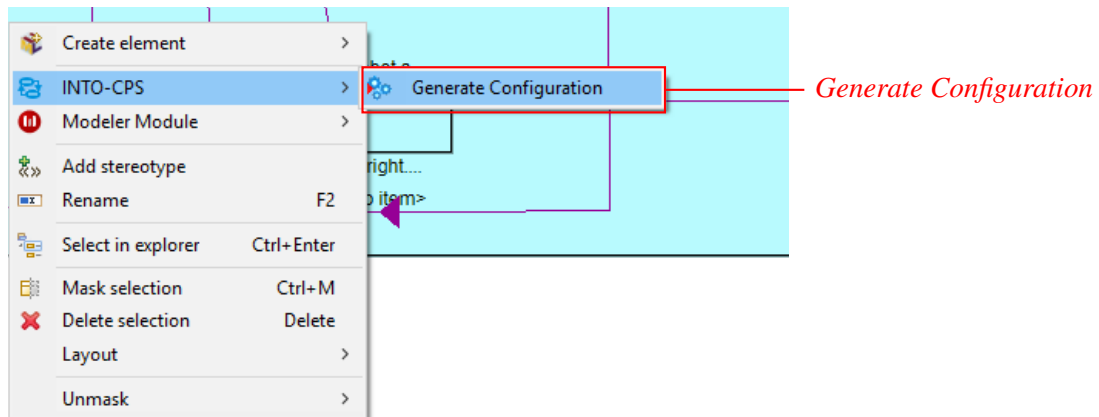 Create element
INTO-CPS
Generate Configuration
Generate Configuration
Modeler Module
Add stereotype
right....
Rename F2
item>
Select in explorer Ctrl+Enter
Mask selection Ctrl+M
Delete selection Delete
Layout
Unmask